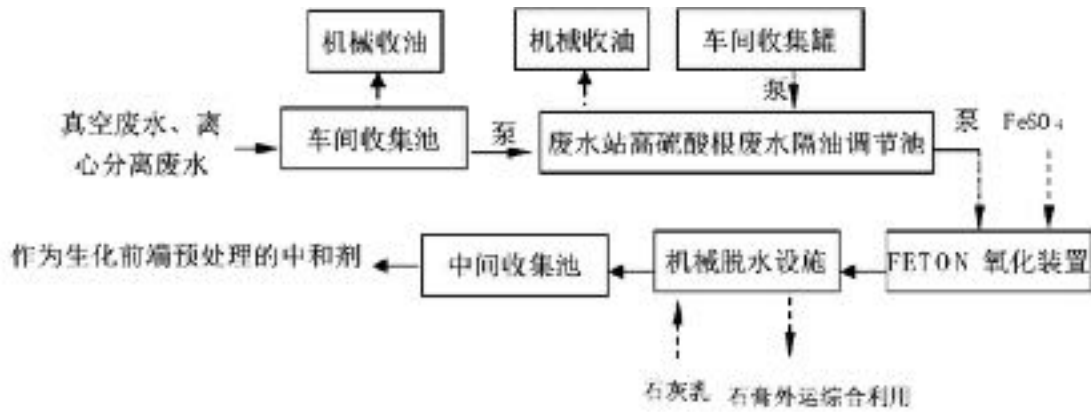 机械收油
机械收油
车间收集罐
泵
真空废水、离
心分离废水
车间收集池
泵
废水站高硫酸根废水隔油调节池
泵
FeSO₄
作为生化前端预处理的中和剂
中间收集池
机械脱水设施
FETON 氧化装置
石灰乳
石膏外运综合利用